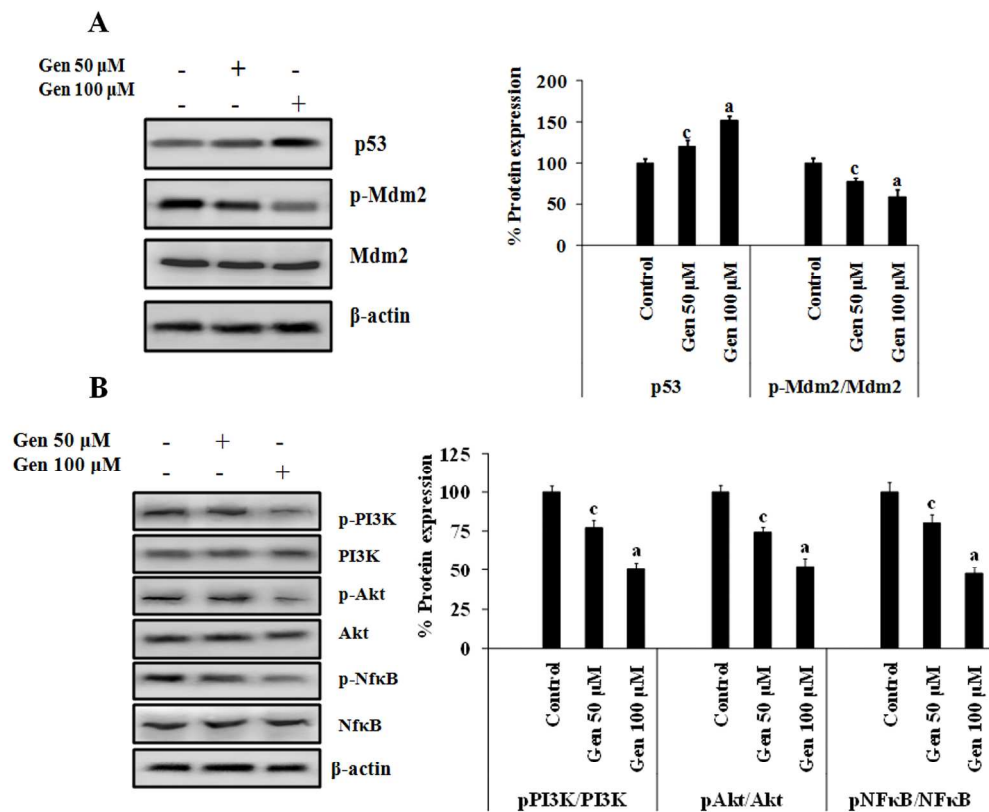 A
Gen 50 µM - + -
Gen 100 µM - - +
p53
p-Mdm2
Mdm2
β-actin
% Protein expression
200
150
100
50
0
c
a
c
a
Control
Gen 50 µM
Gen 100 µM
Control
Gen 50 µM
Gen 100 µM
p53
p-Mdm2/Mdm2
B
Gen 50 µM - + -
Gen 100 µM - - +
p-PI3K
PI3K
p-Akt
Akt
p-NfκB
NfκB
β-actin
% Protein expression
125
100
75
50
25
0
c
a
c
a
c
a
Control
Gen 50 µM
Gen 100 µM
Control
Gen 50 µM
Gen 100 µM
Control
Gen 50 µM
Gen 100 µM
pPI3K/PI3K
pAkt/Akt
pNFκB/NFκB